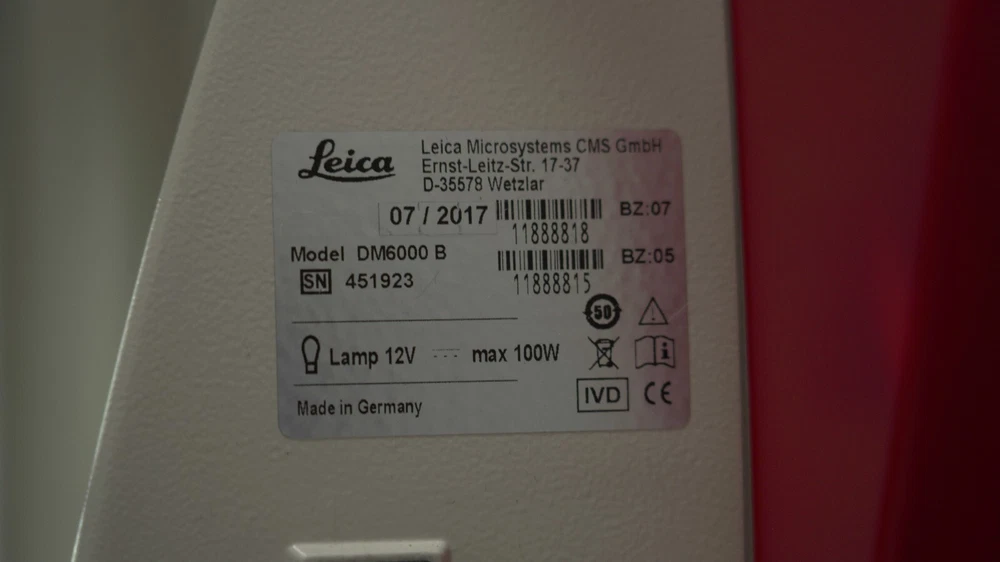 Leica
Leica Microsystems CMS GmbH
Ernst-Leitz-Str. 17-37
D-35578 Wetzlar
07 / 2017
BZ:07
11888818
Model DM6000 B
BZ:05
SN 451923
11888815
50
Lamp 12V max 100W
i
IVD CE
Made in Germany